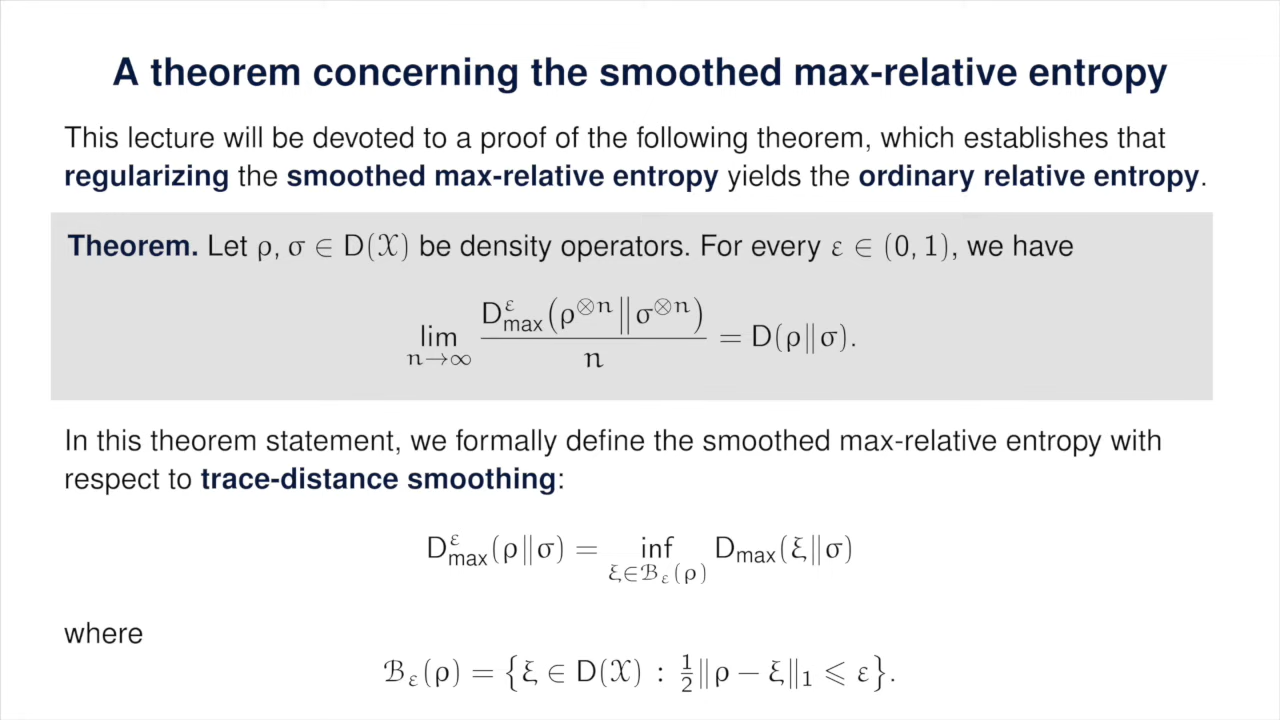 A theorem concerning the smoothed max-relative entropy
This lecture will be devoted to a proof of the following theorem, which establishes that
regularizing the smoothed max-relative entropy yields the ordinary relative entropy.
Theorem. Let ρ, σ ∈ D(𝒳) be density operators. For every ε ∈ (0, 1), we have
lim_{n→∞} D^ε_max(ρ^{⊗n}‖σ^{⊗n}) / n = D(ρ‖σ).
In this theorem statement, we formally define the smoothed max-relative entropy with
respect to trace-distance smoothing:
D^ε_max(ρ‖σ) = inf_{ξ∈ℬ_ε(ρ)} D_max(ξ‖σ)
where
ℬ_ε(ρ) = {ξ ∈ D(𝒳) : ½‖ρ − ξ‖₁ ⩽ ε}.